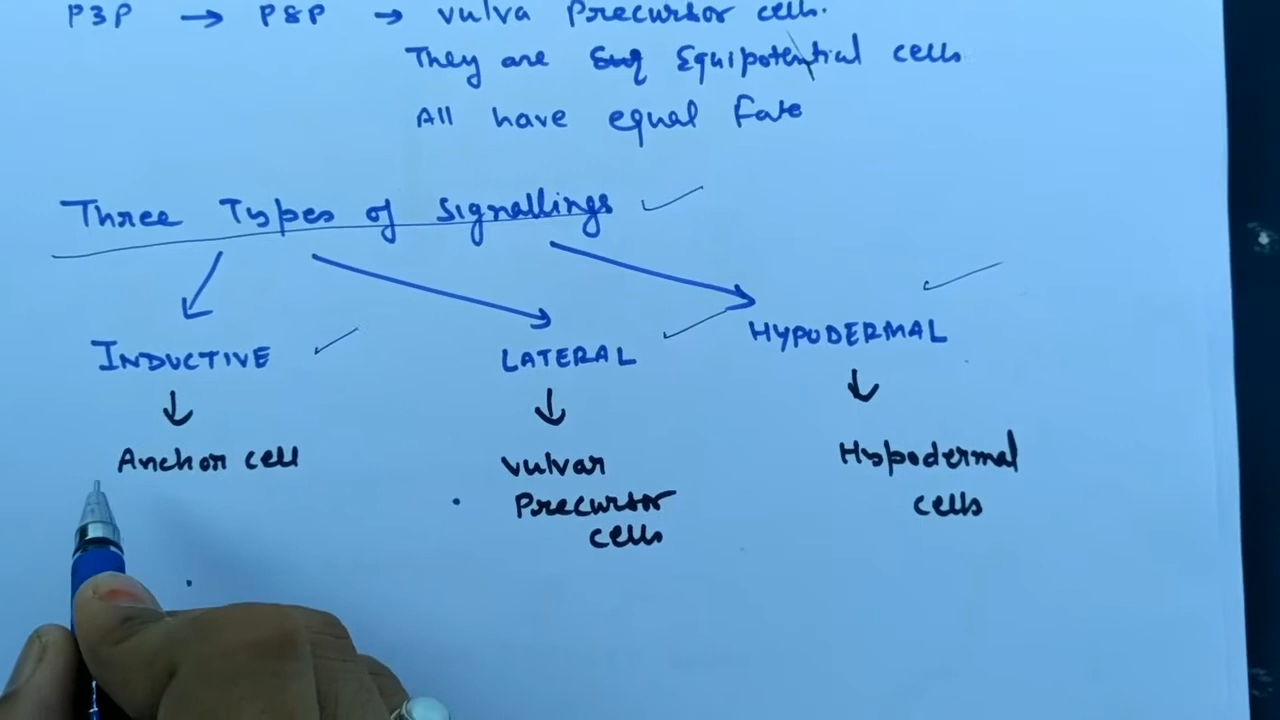 P3P → P8P → vulva Precursor cells.
They are Equipotential cells
All have equal Fate
Three Types of Signallings
INDUCTIVE
LATERAL
HYPODERMAL
Anchor cell
Vulvar
Precursor
cells
Hypodermal
cells